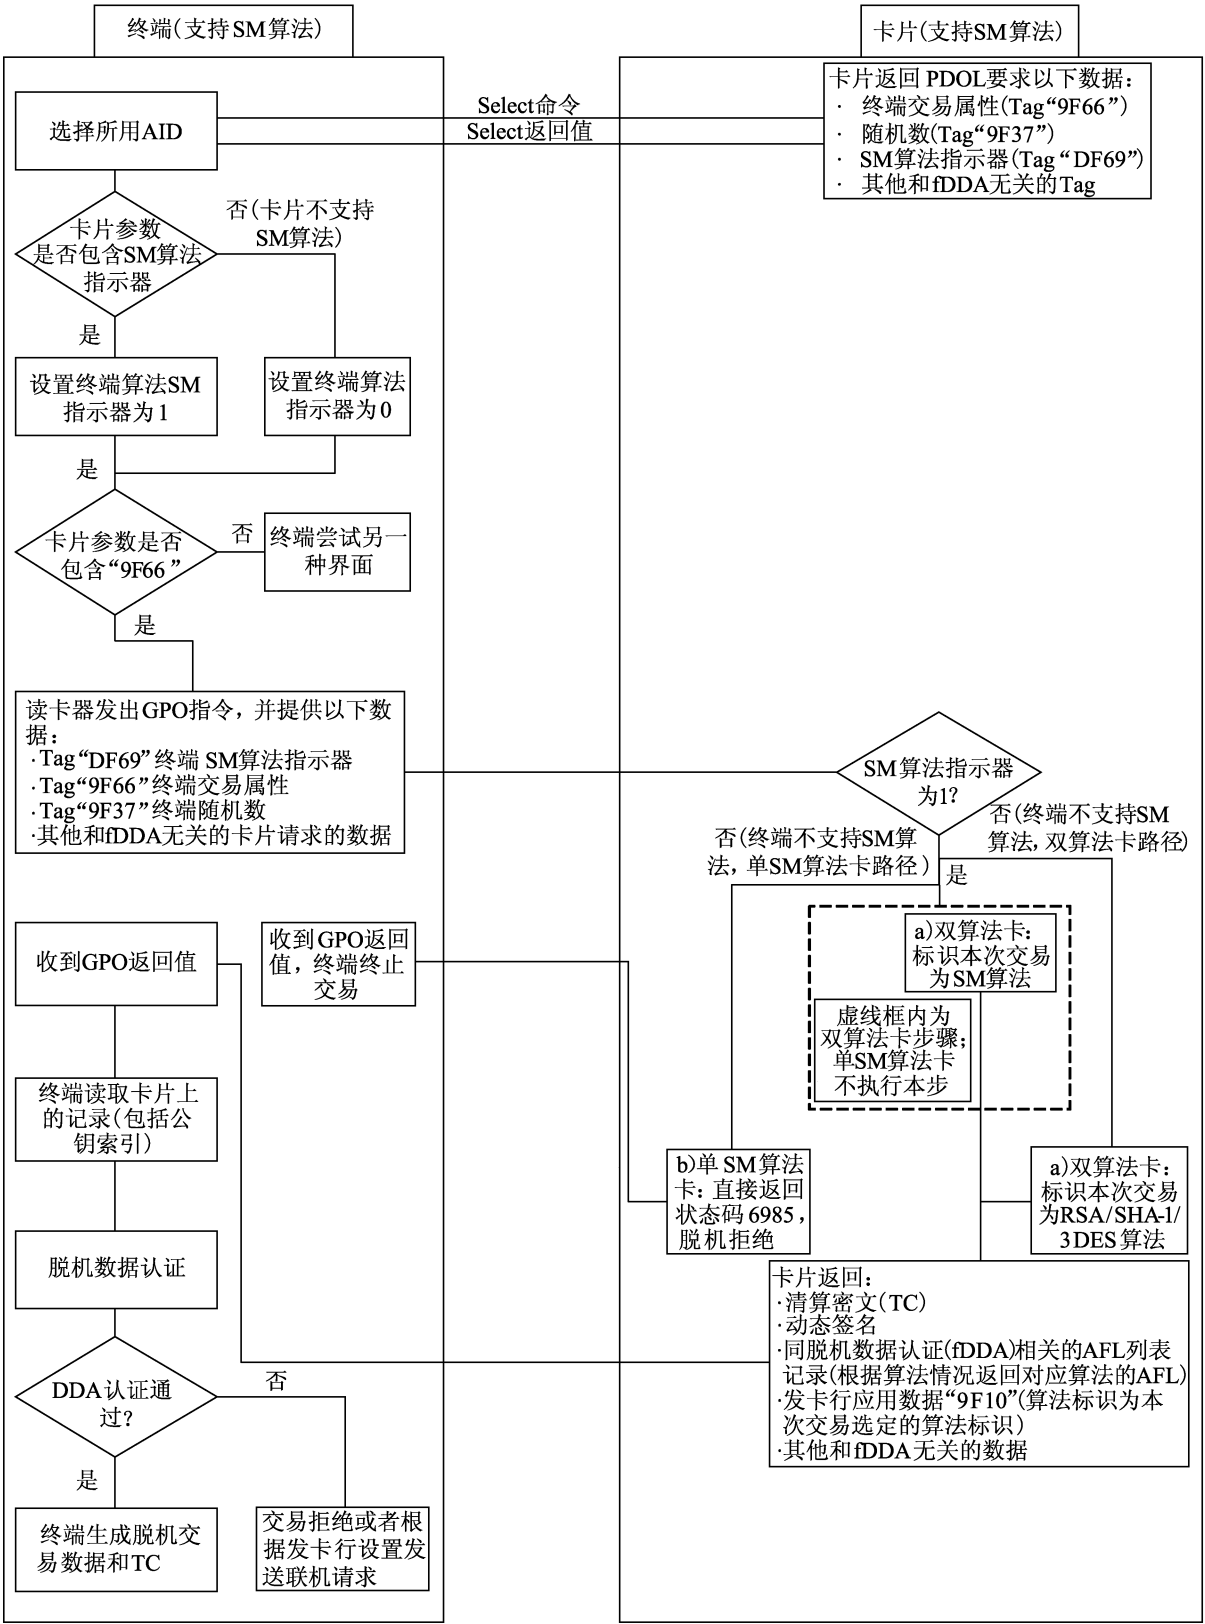 终端(支持SM算法)
卡片(支持SM算法)
选择所用AID
Select命令
Select返回值
卡片返回 PDOL要求以下数据：
· 终端交易属性(Tag“9F66”)
· 随机数(Tag“9F37”)
· SM算法指示器(Tag“DF69”)
· 其他和fDDA无关的Tag
卡片参数
是否包含SM算法
指示器
否(卡片不支持
SM算法)
是
设置终端算法SM
指示器为1
设置终端算法
指示器为0
是
卡片参数是否
包含“9F66”
否
终端尝试另一
种界面
是
读卡器发出GPO指令，并提供以下数
据：
·Tag“DF69”终端 SM算法指示器
·Tag“9F66”终端交易属性
·Tag“9F37”终端随机数
·其他和fDDA无关的卡片请求的数据
SM算法指示器
为1？
否(终端不支持SM算
法，单SM算法卡路径)
是
否(终端不支持SM
算法，双算法卡路径)
收到GPO返回值
收到GPO返回
值，终端终止
交易
a)双算法卡：
标识本次交易
为SM算法
虚线框内为
双算法卡步骤；
单SM算法卡
不执行本步
终端读取卡片上
的记录(包括公
钥索引)
b)单 SM算法
卡：直接返回
状态码 6985，
脱机拒绝
a)双算法卡：
标识本次交易
为RSA/SHA-1/
3DES算法
脱机数据认证
卡片返回：
·清算密文(TC)
·动态签名
·同脱机数据认证(fDDA)相关的AFL列表
记录(根据算法情况返回对应算法的AFL)
·发卡行应用数据“9F10”(算法标识为本
次交易选定的算法标识)
·其他和fDDA无关的数据
DDA认证通
过？
否
是
终端生成脱机交
易数据和TC
交易拒绝或者根
据发卡行设置发
送联机请求